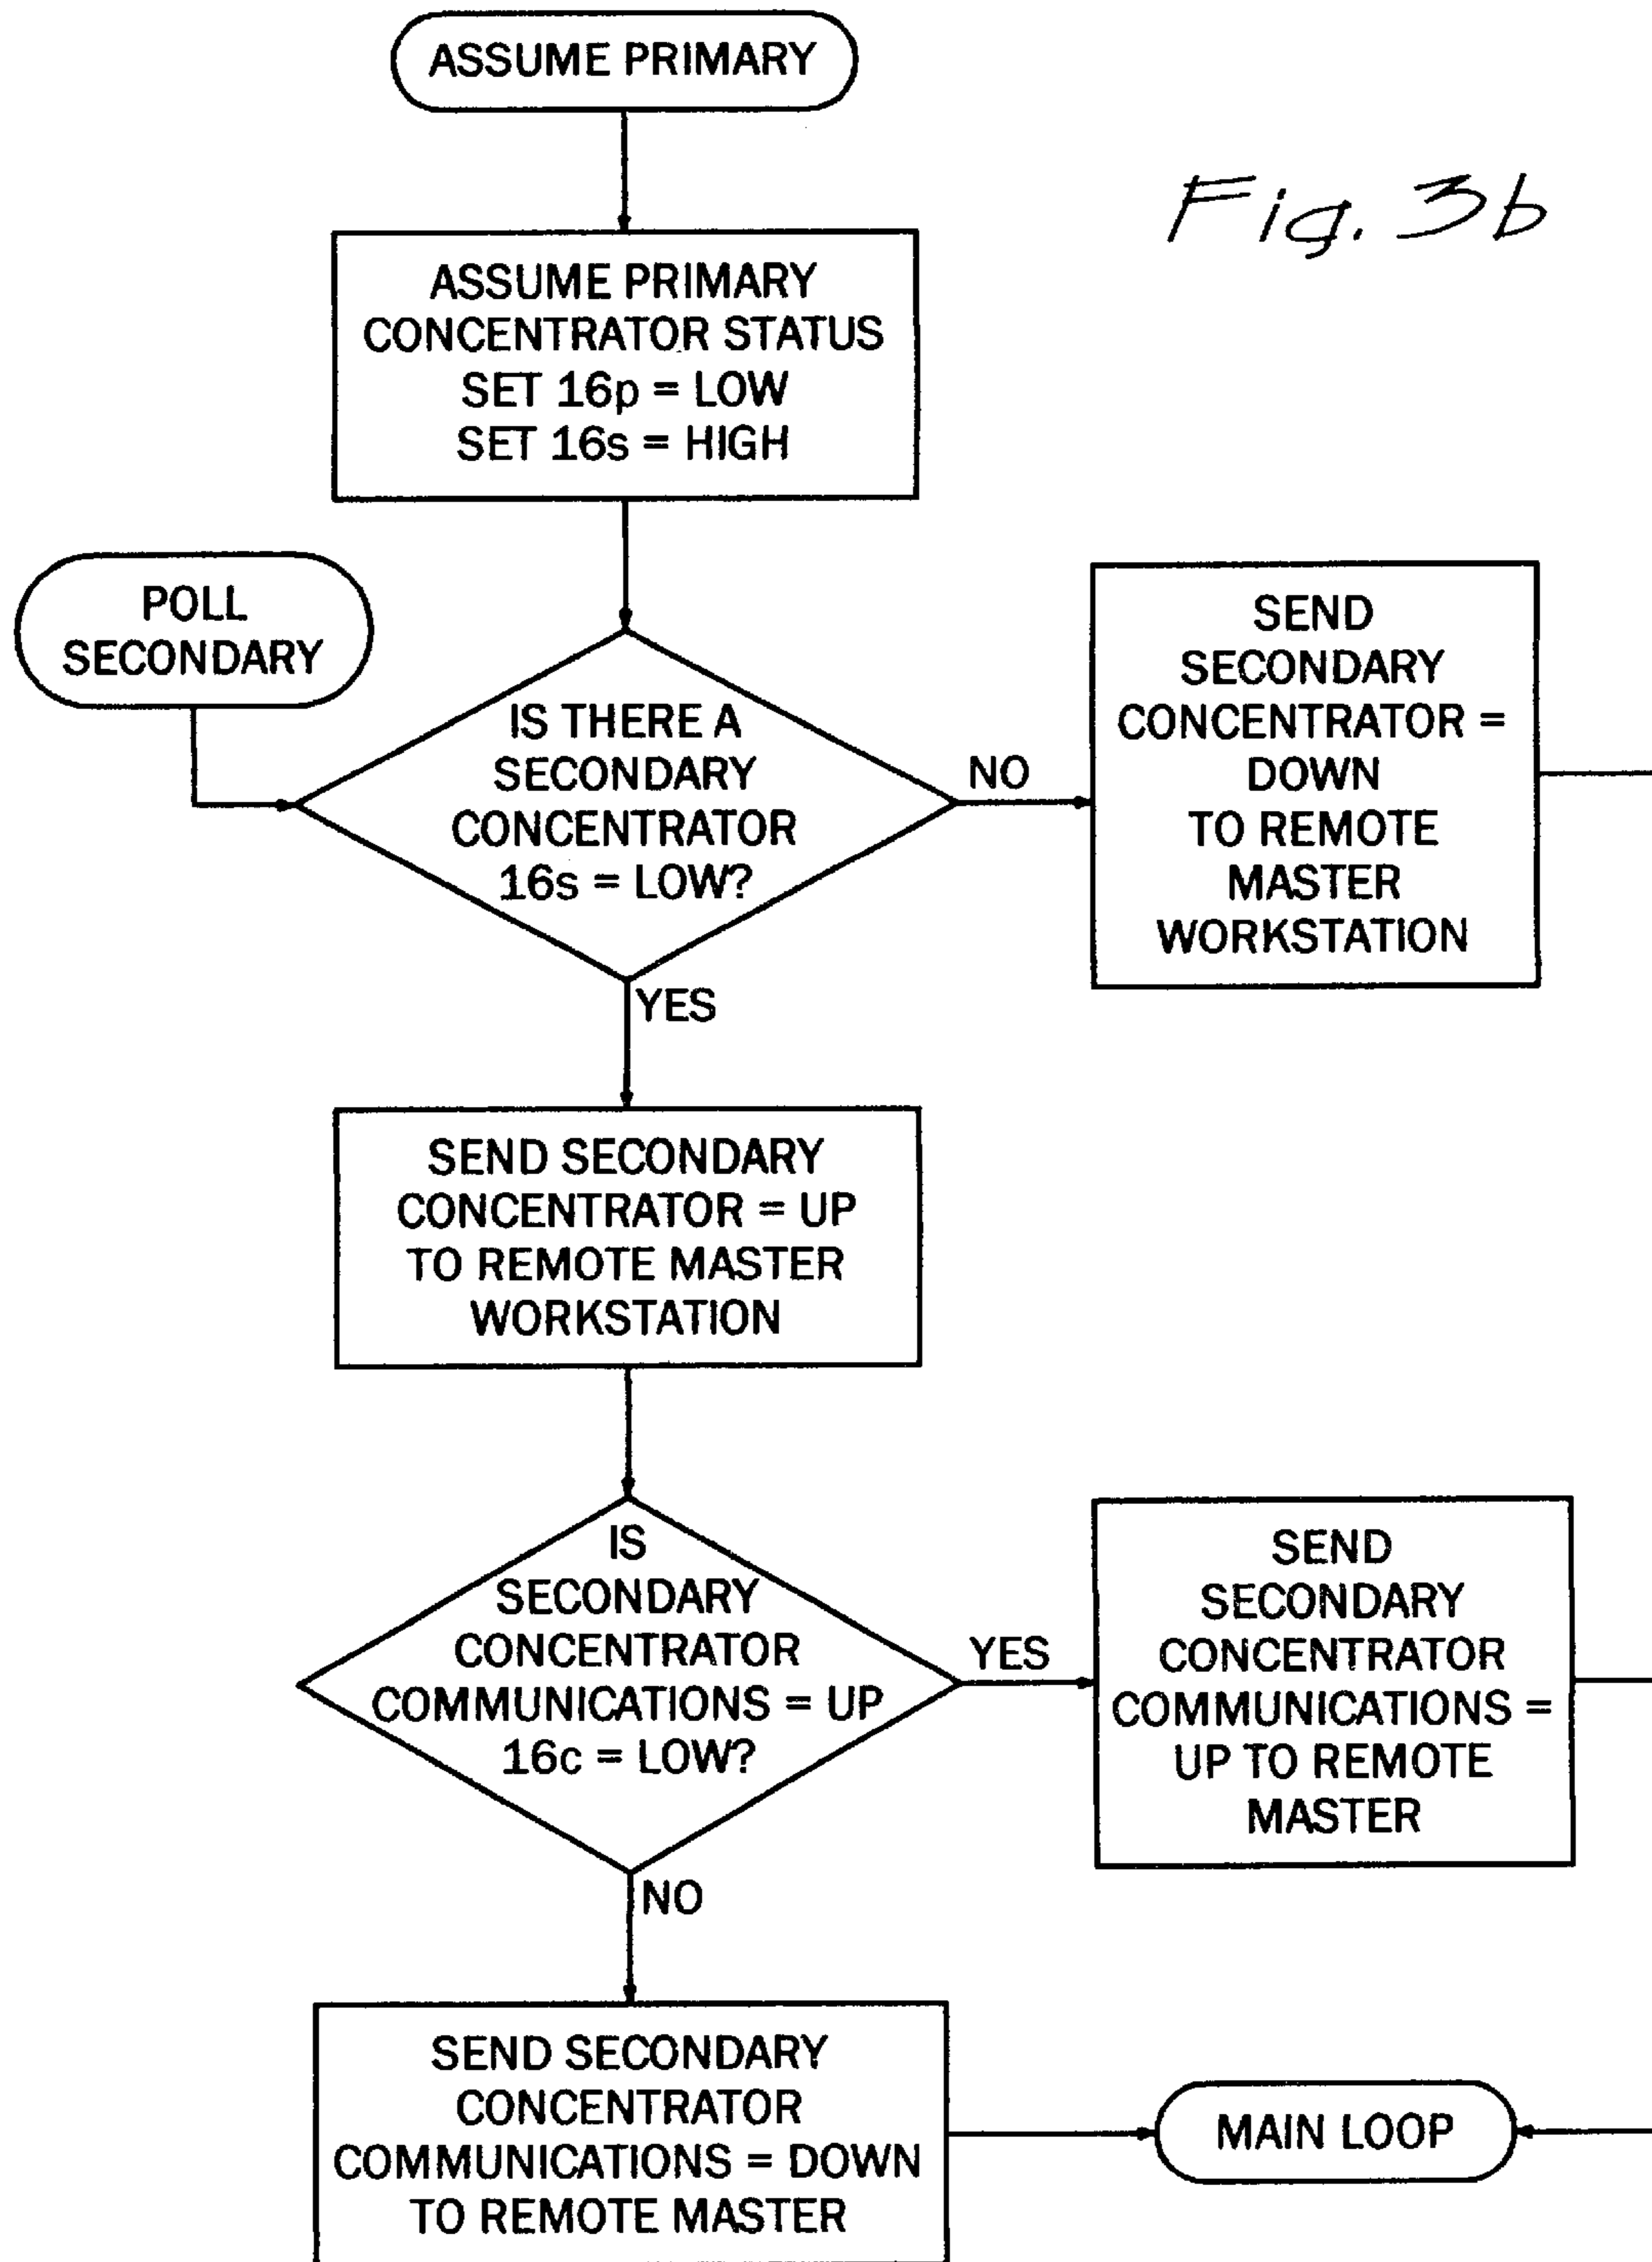 ASSUME PRIMARY
Fig. 3b
ASSUME PRIMARY
CONCENTRATOR STATUS
SET 16p = LOW
SET 16s = HIGH
POLL
SECONDARY
IS THERE A
SECONDARY
CONCENTRATOR
16s = LOW?
NO
SEND
SECONDARY
CONCENTRATOR =
DOWN
TO REMOTE
MASTER
WORKSTATION
YES
SEND SECONDARY
CONCENTRATOR = UP
TO REMOTE MASTER
WORKSTATION
IS
SECONDARY
CONCENTRATOR
COMMUNICATIONS = UP
16c = LOW?
YES
SEND
SECONDARY
CONCENTRATOR
COMMUNICATIONS =
UP TO REMOTE
MASTER
NO
SEND SECONDARY
CONCENTRATOR
COMMUNICATIONS = DOWN
TO REMOTE MASTER
MAIN LOOP